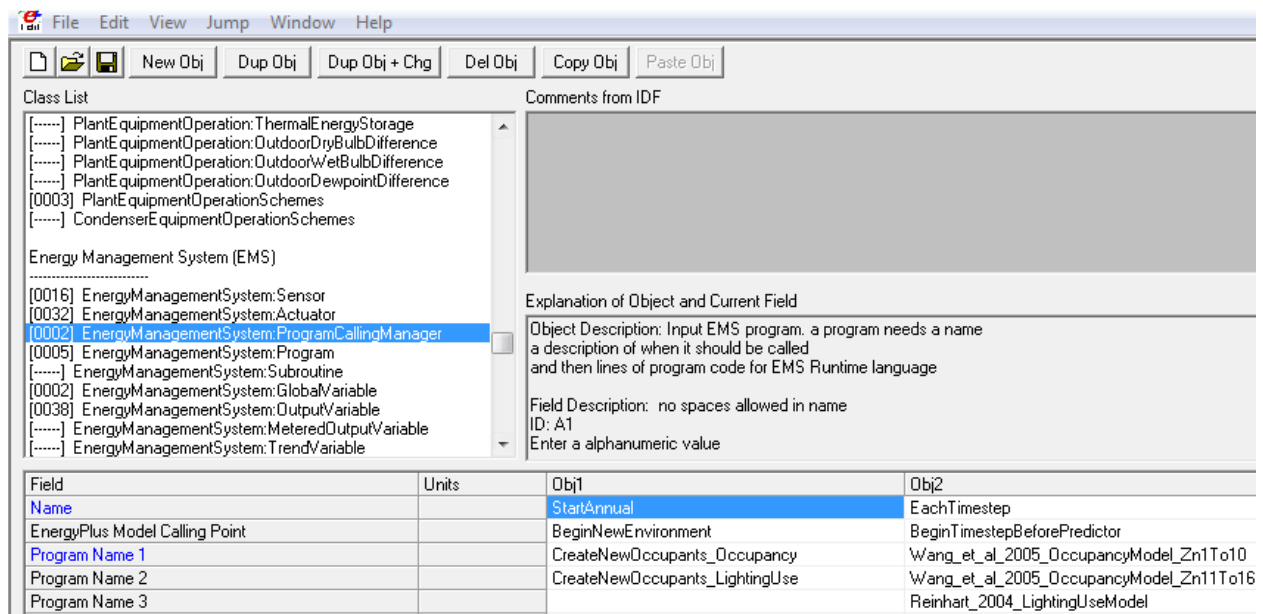 File Edit View Jump Window Help
New Obj Dup Obj Dup Obj + Chg Del Obj Copy Obj Paste Obj
Class List
[------] PlantEquipmentOperation:ThermalEnergyStorage
[------] PlantEquipmentOperation:OutdoorDryBulbDifference
[------] PlantEquipmentOperation:OutdoorWetBulbDifference
[------] PlantEquipmentOperation:OutdoorDewpointDifference
[0003] PlantEquipmentOperationSchemes
[------] CondenserEquipmentOperationSchemes
Energy Management System (EMS)
----------------------------
[0016] EnergyManagementSystem:Sensor
[0032] EnergyManagementSystem:Actuator
[0002] EnergyManagementSystem:ProgramCallingManager
[0005] EnergyManagementSystem:Program
[------] EnergyManagementSystem:Subroutine
[0002] EnergyManagementSystem:GlobalVariable
[0038] EnergyManagementSystem:OutputVariable
[------] EnergyManagementSystem:MeteredOutputVariable
[------] EnergyManagementSystem:TrendVariable
Comments from IDF
Explanation of Object and Current Field
Object Description: Input EMS program. a program needs a name
a description of when it should be called
and then lines of program code for EMS Runtime language
Field Description: no spaces allowed in name
ID: A1
Enter a alphanumeric value
Field Units Obj1 Obj2
Name StartAnnual EachTimestep
EnergyPlus Model Calling Point BeginNewEnvironment BeginTimestepBeforePredictor
Program Name 1 CreateNewOccupants_Occupancy Wang_et_al_2005_OccupancyModel_Zn1To10
Program Name 2 CreateNewOccupants_LightingUse Wang_et_al_2005_OccupancyModel_Zn11To16
Program Name 3 Reinhart_2004_LightingUseModel